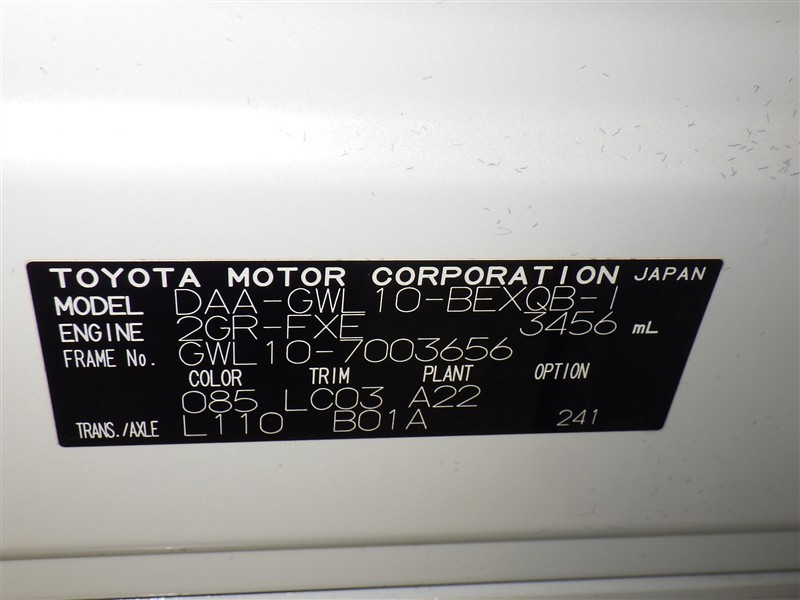 TOYOTA MOTOR CORPORATION JAPAN
MODEL DAA-GWL10-BEXQB-1
ENGINE 2GR-FXE 3456 mL
FRAME No. GWL10-7003656
COLOR TRIM PLANT OPTION
085 LC03 A22
TRANS./AXLE L110 B01A 241